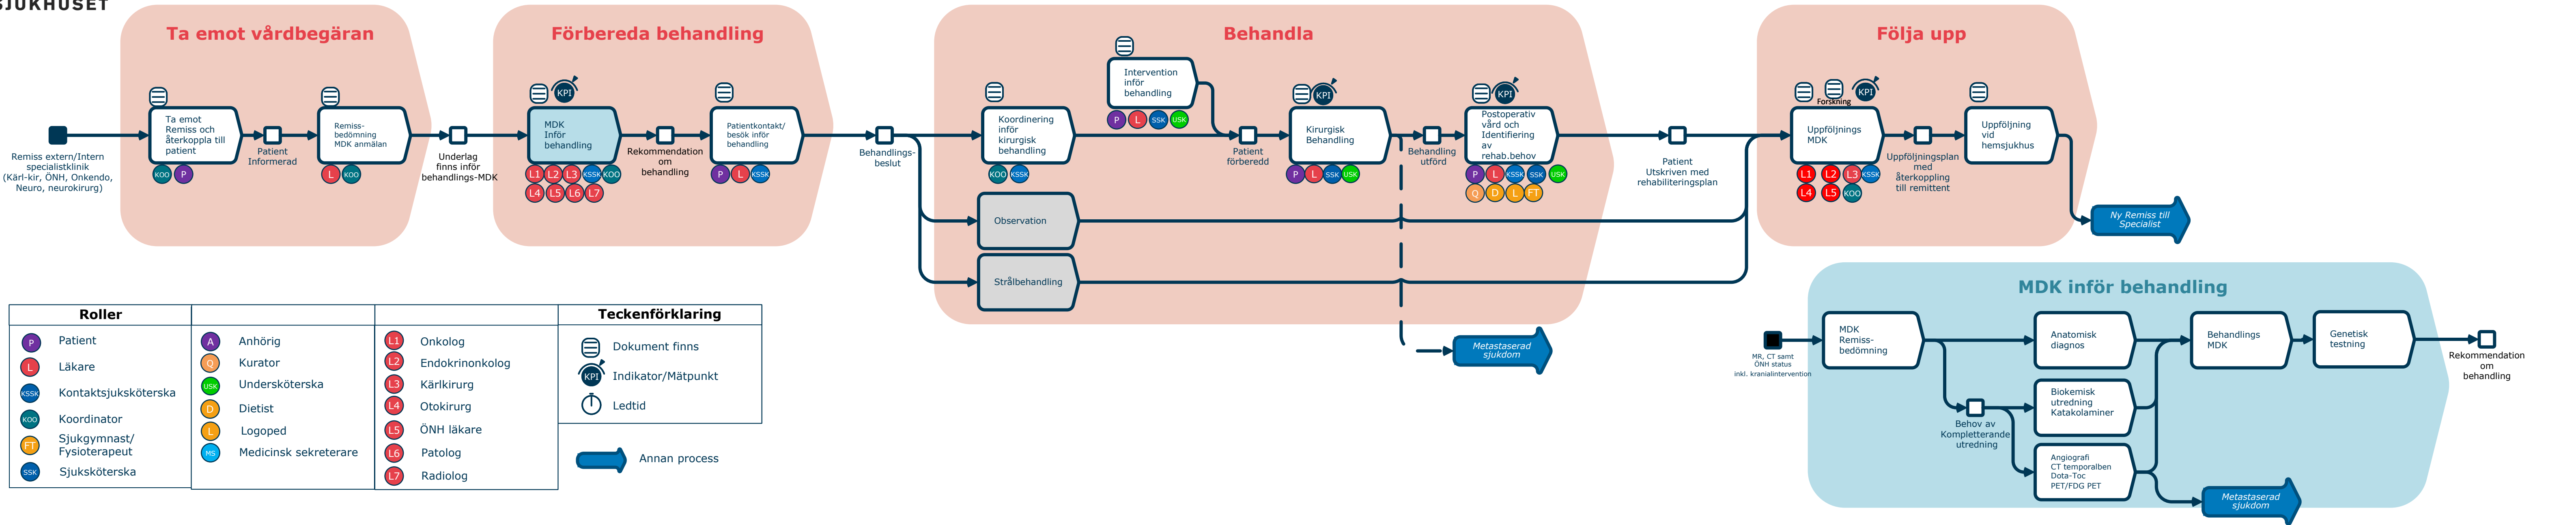 SJUKHUSET
Ta emot vårdbegäran
Förbereda behandling
Behandla
Följa upp
Remiss extern/Intern
specialistklinik
(Kärl-kir, ÖNH, Onkendo,
Neuro, neurokirurg)
Ta emot
Remiss och
återkoppla till
patient
KOO
P
Patient
Informerad
Remiss-
bedömning
MDK anmälan
L
KOO
Underlag
finns inför
behandlings-MDK
KPI
MDK
Inför
behandling
L1 L2 L3 KSSK KOO
L4 L5 L6 L7
Rekommendation
om
behandling
Patientkontakt/
besök inför
behandling
P L KSSK
Behandlings-
beslut
Koordinering
inför
kirurgisk
behandling
KOO KSSK
Intervention
inför
behandling
P L SSK USK
Patient
förberedd
KPI
Kirurgisk
Behandling
P L KSSK SSK USK
Behandling
utförd
KPI
Postoperativ
vård och
Identifiering
av
rehab.behov
P L KSSK SSK USK
Q D L FT
Patient
Utskriven med
rehabiliteringsplan
Observation
Strålbehandling
Metastaserad
sjukdom
Forskning
KPI
Uppföljnings
MDK
L1 L2 L3 KSSK
L4 L5 KOO
Uppföljningsplan
med
återkoppling
till remittent
Uppföljning
vid
hemsjukhus
Ny Remiss till
Specialist
Roller
P Patient
L Läkare
KSSK Kontaktsjuksköterska
KOO Koordinator
FT Sjukgymnast/
Fysioterapeut
SSK Sjuksköterska
A Anhörig
Q Kurator
USK Undersköterska
D Dietist
L Logoped
MS Medicinsk sekreterare
L1 Onkolog
L2 Endokrinonkolog
L3 Kärlkirurg
L4 Otokirurg
L5 ÖNH läkare
L6 Patolog
L7 Radiolog
Teckenförklaring
Dokument finns
KPI Indikator/Mätpunkt
Ledtid
Annan process
MDK inför behandling
MR, CT samt
ÖNH status
inkl. kranialintervention
MDK
Remiss-
bedömning
Behov av
Kompletterande
utredning
Anatomisk
diagnos
Biokemisk
utredning
Katakolaminer
Angiografi
CT temporalben
Dota-Toc
PET/FDG PET
Behandlings
MDK
Genetisk
testning
Rekommendation
om
behandling
Metastaserad
sjukdom